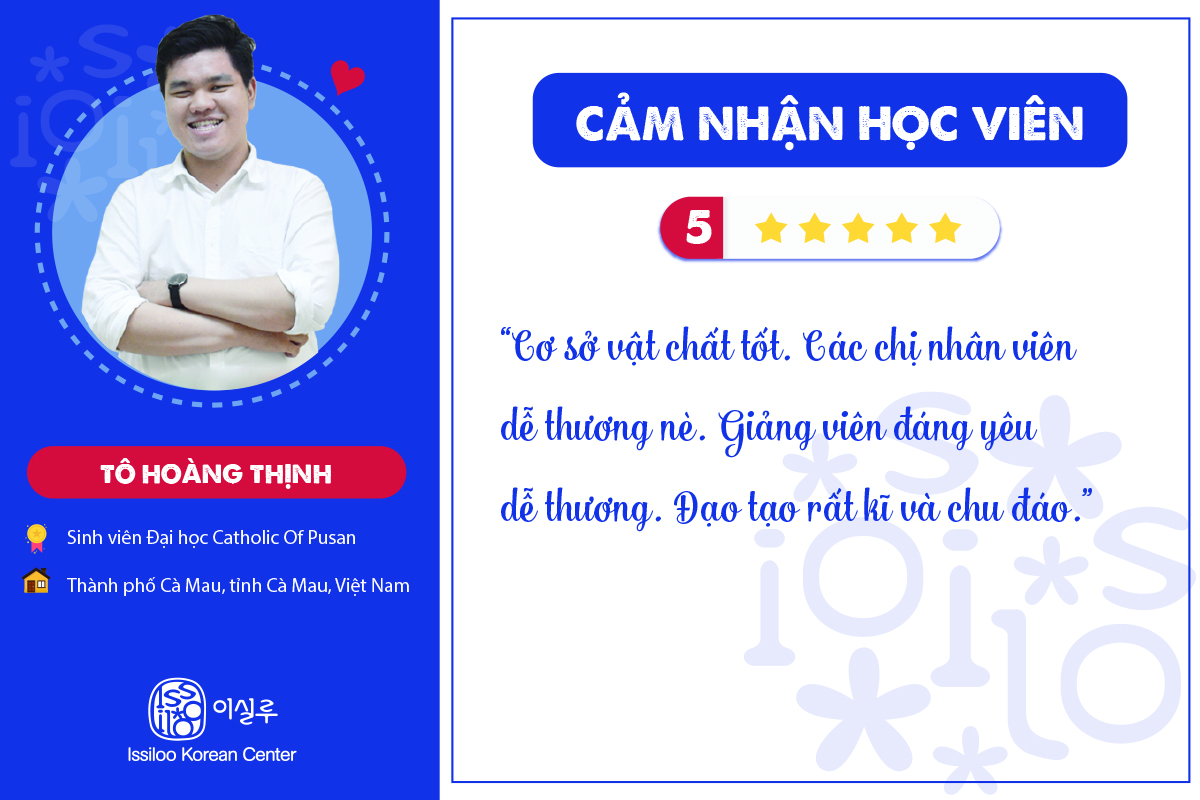 TÔ HOÀNG THỊNH
Sinh viên Đại học Catholic Of Pusan
Thành phố Cà Mau, tỉnh Cà Mau, Việt Nam
ISS
ilo
이실루
Issiloo Korean Center
CẢM NHẬN HỌC VIÊN
5
“Cơ sở vật chất tốt. Các chị nhân viên
dễ thương nè. Giảng viên đáng yêu
dễ thương. Đạo tạo rất kĩ và chu đáo.”